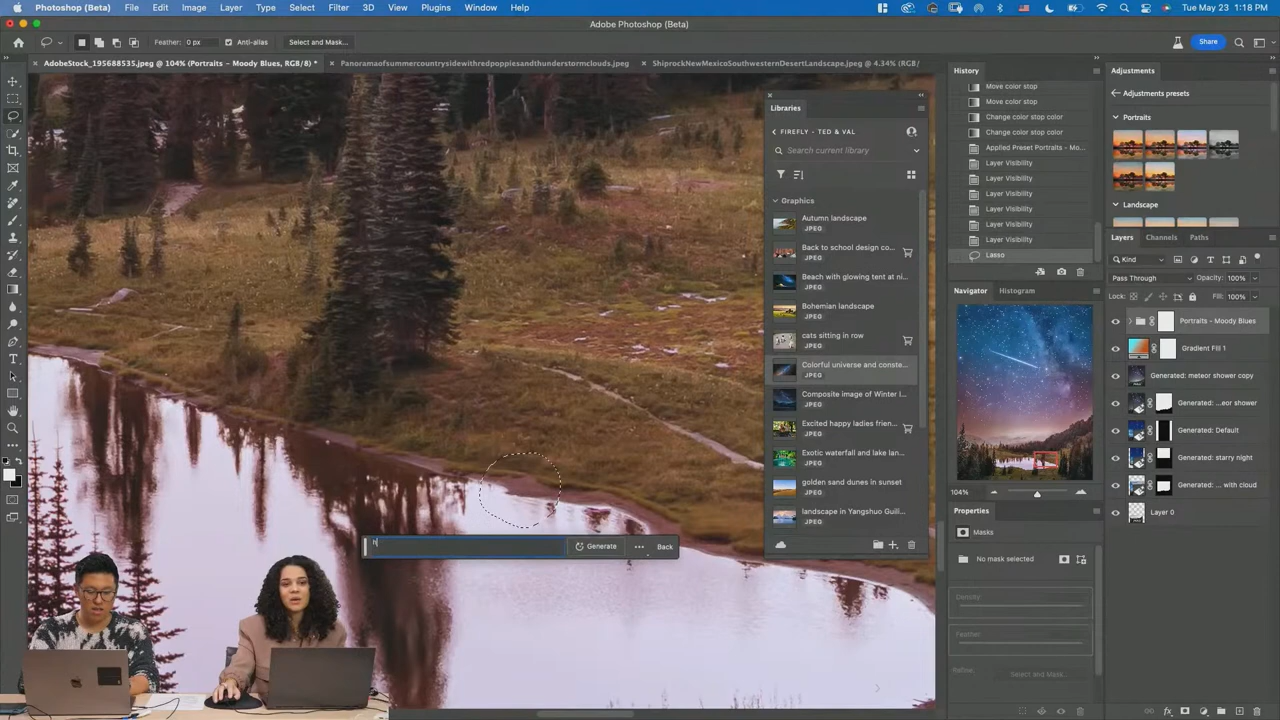 Photoshop (Beta) File Edit Image Layer Type Select Filter 3D View Plugins Window Help Tue May 23 1:18 PM
Adobe Photoshop (Beta)
Feather: 0 px Anti-alias Select and Mask... Share
AdobeStock_195688535.jpeg @ 104% (Portraits - Moody Blues, RGB/8) * PanoramaofsummercountrysidewithredpoppiesandthunderstormClouds.jpeg ShiprockNewMexicoSouthwesternDesertLandscape.jpeg @ 4.34% (RGB/
Libraries
FIREFLY - TED & VAL
Search current library
Graphics
Autumn landscape
JPEG
Back to school design co...
JPEG
Beach with glowing tent at ni...
JPEG
Bohemian landscape
JPEG
cats sitting in row
JPEG
Colorful universe and conste...
JPEG
Composite image of Winter l...
JPEG
Excited happy ladies frien...
JPEG
Exotic waterfall and lake lan...
JPEG
golden sand dunes in sunset
JPEG
landscape in Yangshuo Guili...
JPEG
h Generate Back
History
Move color stop
Move color stop
Change color stop color
Change color stop color
Applied Preset Portraits - Mo...
Layer Visibility
Layer Visibility
Layer Visibility
Layer Visibility
Layer Visibility
Layer Visibility
Lasso
Navigator Histogram
104%
Properties
Masks
No mask selected
Density:
Feather:
Refine: Select and Mask...
Adjustments
Adjustments presets
Portraits
Landscape
Layers Channels Paths
Kind
Pass Through Opacity: 100%
Lock: Fill: 100%
Portraits - Moody Blues
Gradient Fill 1
Generated: meteor shower copy
Generated: ...eor shower
Generated: Default
Generated: starry night
Generated: ... with cloud
Layer 0